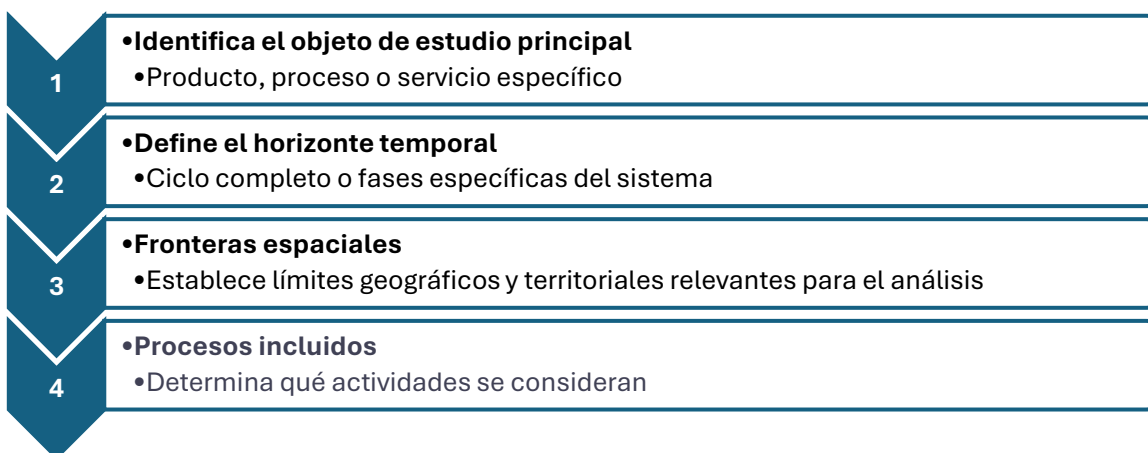 1
•Identifica el objeto de estudio principal
•Producto, proceso o servicio específico
2
•Define el horizonte temporal
•Ciclo completo o fases específicas del sistema
3
•Fronteras espaciales
•Establece límites geográficos y territoriales relevantes para el análisis
4
•Procesos incluidos
•Determina qué actividades se consideran